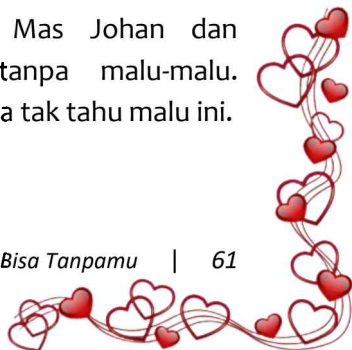 Mas Johan dan
tanpa malu-malu.
a tak tahu malu ini.
Bisa Tanpamu | 61